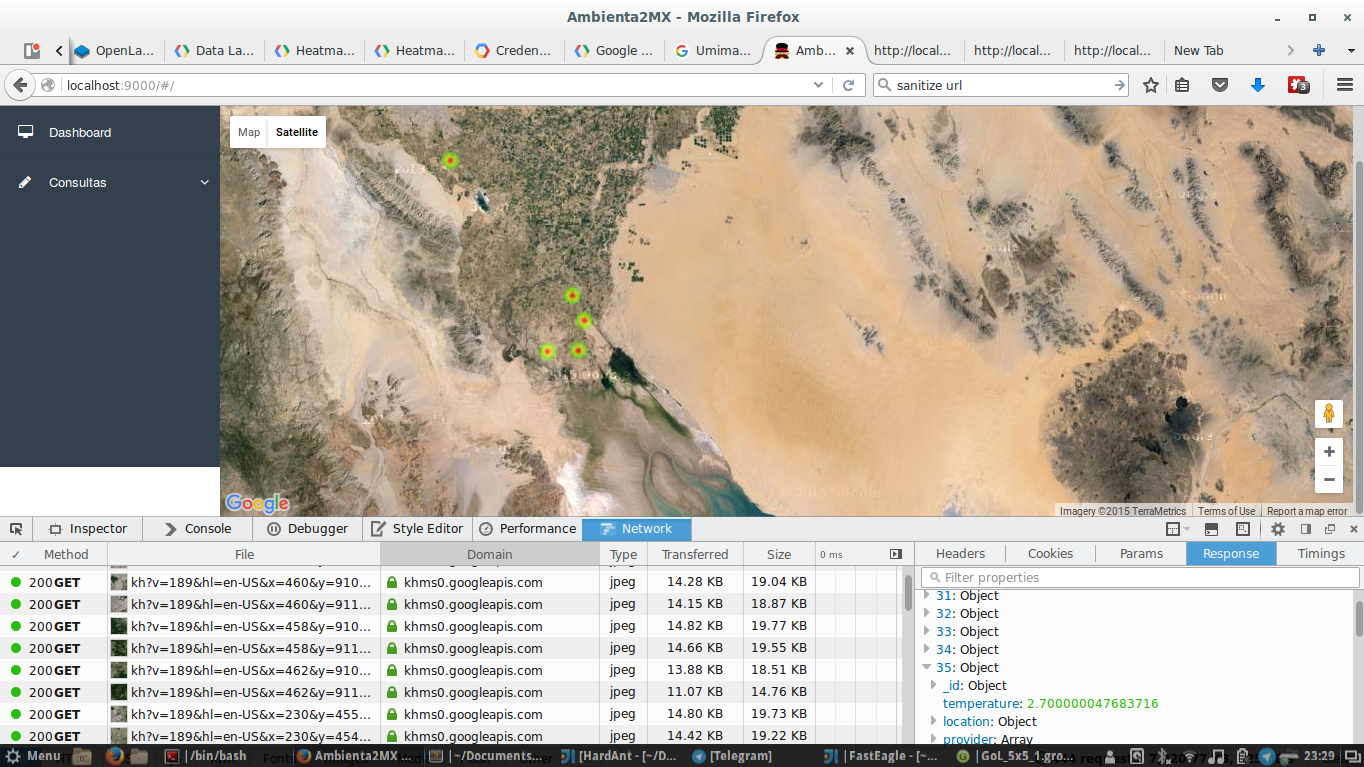 Ambienta2MX - Mozilla Firefox
OpenLa... Data La... Heatma... Heatma... Creden... Google ... Umima... Amb... http://local... http://local... http://local... New Tab
localhost:9000/#/ sanitize url 3
Dashboard
Consultas
Map Satellite
Google
Imagery ©2015 TerraMetrics Terms of Use Report a map error
Inspector Console Debugger Style Editor Performance Network
✓ Method File Domain Type Transferred Size 0 ms Headers Cookies Params Response Timings
Filter properties
200 GET kh?v=189&hl=en-US&x=460&y=910... khms0.googleapis.com jpeg 14.28 KB 19.04 KB
200 GET kh?v=189&hl=en-US&x=460&y=911... khms0.googleapis.com jpeg 14.15 KB 18.87 KB
200 GET kh?v=189&hl=en-US&x=458&y=910... khms0.googleapis.com jpeg 14.82 KB 19.77 KB
200 GET kh?v=189&hl=en-US&x=458&y=911... khms0.googleapis.com jpeg 14.66 KB 19.55 KB
200 GET kh?v=189&hl=en-US&x=462&y=910... khms0.googleapis.com jpeg 13.88 KB 18.51 KB
200 GET kh?v=189&hl=en-US&x=462&y=911... khms0.googleapis.com jpeg 11.07 KB 14.76 KB
200 GET kh?v=189&hl=en-US&x=230&y=455... khms0.googleapis.com jpeg 14.80 KB 19.73 KB
200 GET kh?v=189&hl=en-US&x=230&y=454... khms0.googleapis.com jpeg 14.42 KB 19.22 KB
31: Object
32: Object
33: Object
34: Object
35: Object
_id: Object
temperature: 2.700000047683716
location: Object
provider: Array
Menu /bin/bash Ambienta2MX ... ~/Documents... [HardAnt - [~/D... [Telegram] FastEagle - [~... GoL_5x5_1.gro... 23:29